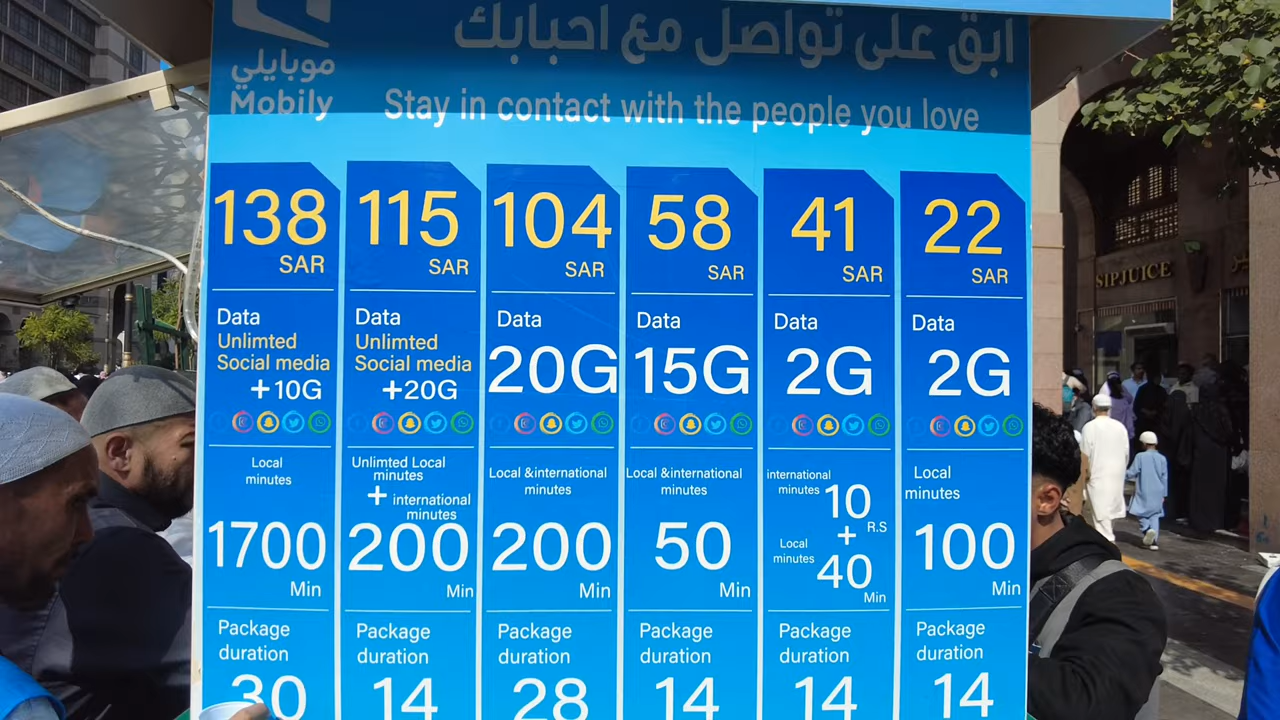 ابق على تواصل مع احبابك
موبايلي
Mobily
Stay in contact with the people you love
138
SAR
Data
Unlimted
Social media
+10G
Local
minutes
1700
Min
Package
duration
30
115
SAR
Data
Unlimted
Social media
+20G
Unlimted Local
minutes
+ international
minutes
200
Min
Package
duration
14
104
SAR
Data
20G
Local &international
minutes
200
Min
Package
duration
28
58
SAR
Data
15G
Local &international
minutes
50
Min
Package
duration
14
41
SAR
Data
2G
international
minutes 10
R.S
+
Local
minutes 40
Min
Package
duration
14
22
SAR
Data
2G
Local
minutes
100
Min
Package
duration
14
SIPJUICE